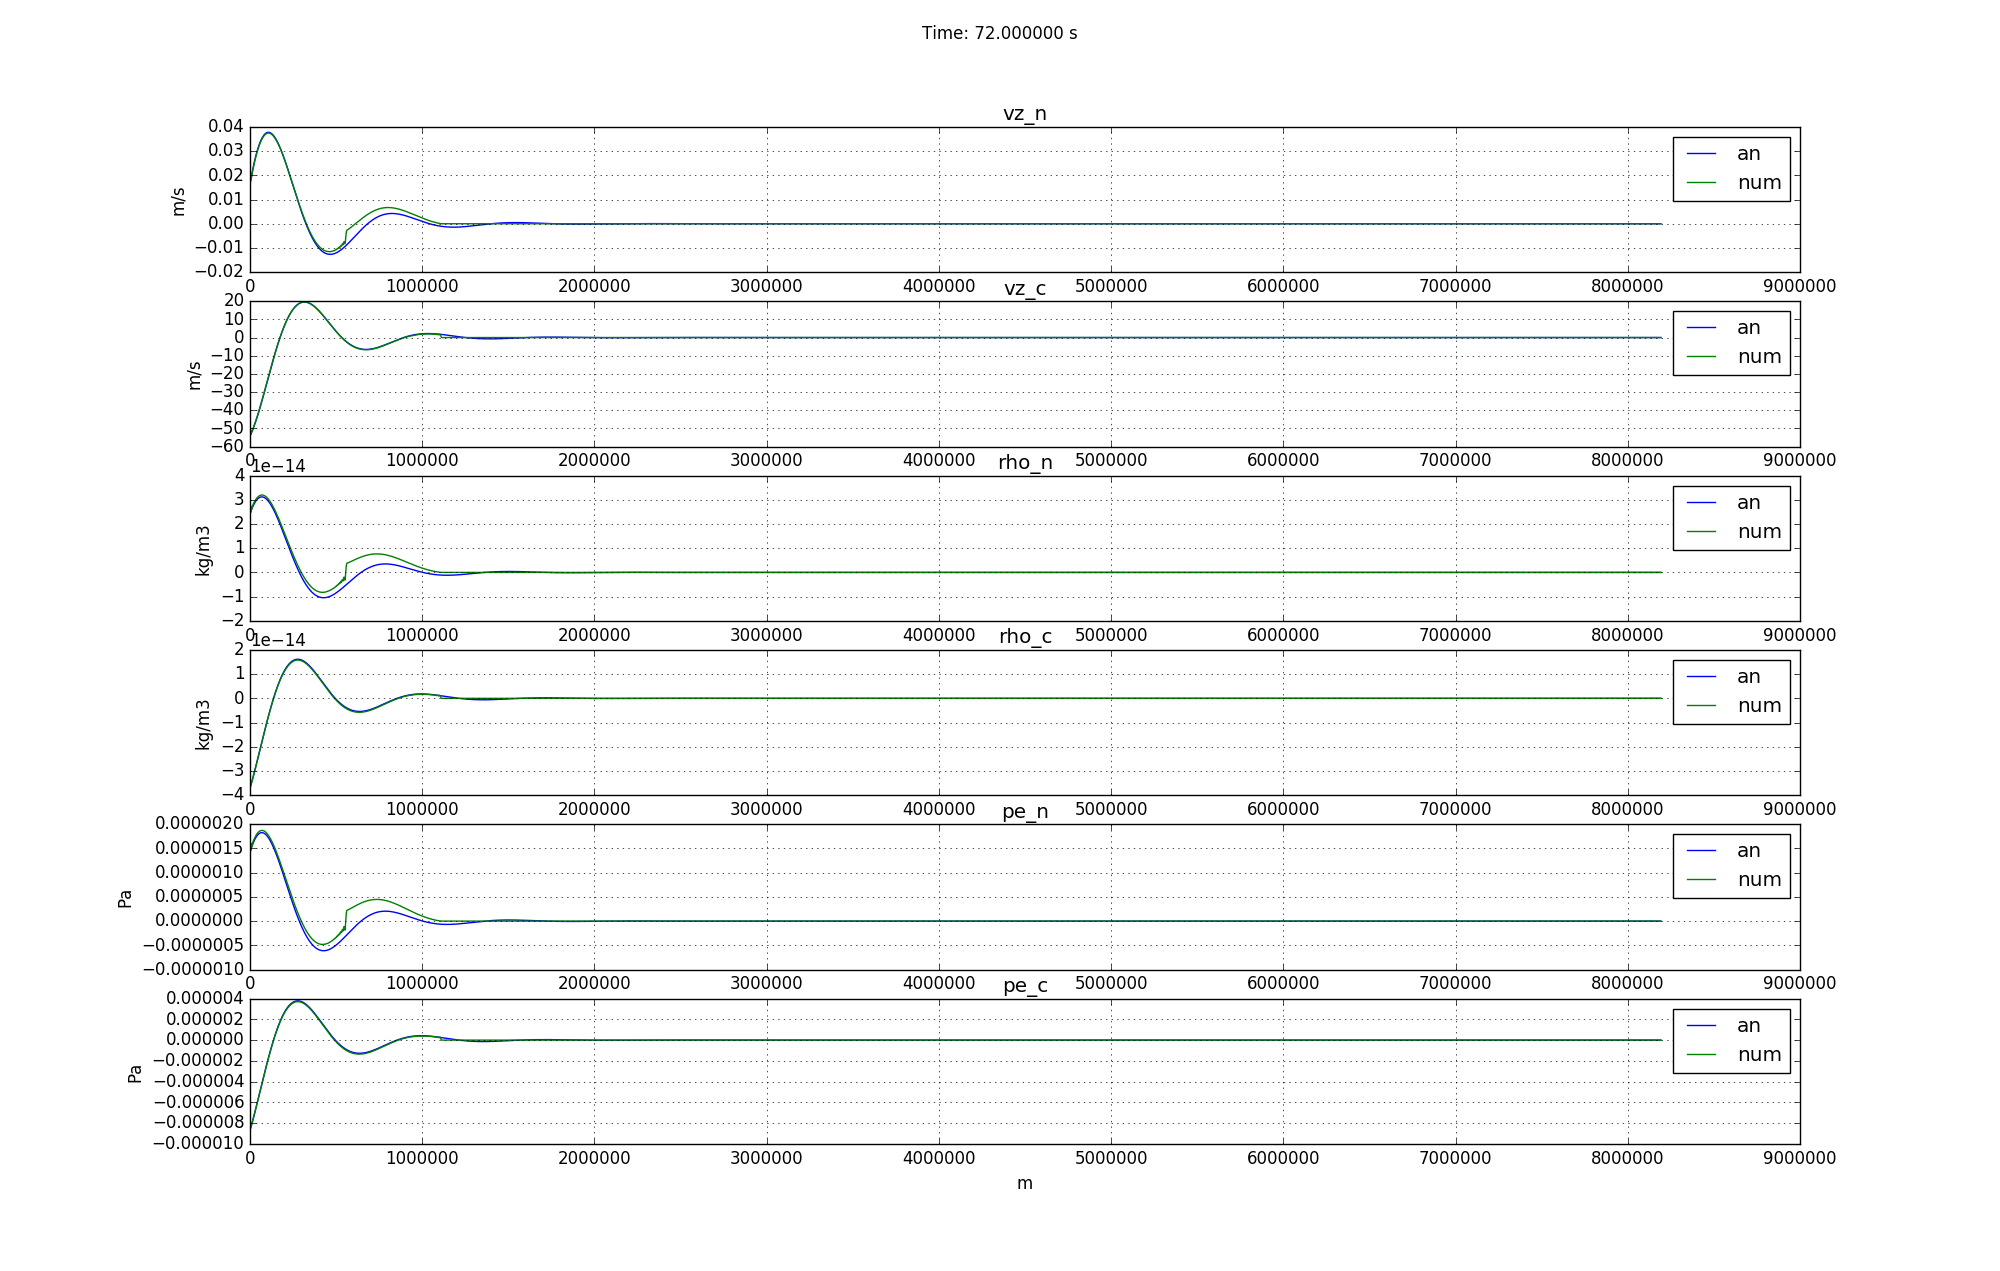 Time: 72.000000 s
vz_n
0.04
0.03
0.02
0.01
0.00
−0.01
−0.02
m/s
an
num
0 1000000 2000000 3000000 4000000 5000000 6000000 7000000 8000000 9000000
vz_c
20
10
0
−10
−20
−30
−40
−50
−60
m/s
an
num
0 1000000 2000000 3000000 4000000 5000000 6000000 7000000 8000000 9000000
1e−14
rho_n
4
3
2
1
0
−1
−2
kg/m3
an
num
0 1000000 2000000 3000000 4000000 5000000 6000000 7000000 8000000 9000000
1e−14
rho_c
2
1
0
−1
−2
−3
−4
kg/m3
an
num
0 1000000 2000000 3000000 4000000 5000000 6000000 7000000 8000000 9000000
pe_n
0.0000020
0.0000015
0.0000010
0.0000005
0.0000000
−0.0000005
−0.0000010
Pa
an
num
0 1000000 2000000 3000000 4000000 5000000 6000000 7000000 8000000 9000000
pe_c
0.000004
0.000002
0.000000
−0.000002
−0.000004
−0.000006
−0.000008
−0.000010
Pa
an
num
0 1000000 2000000 3000000 4000000 5000000 6000000 7000000 8000000 9000000
m